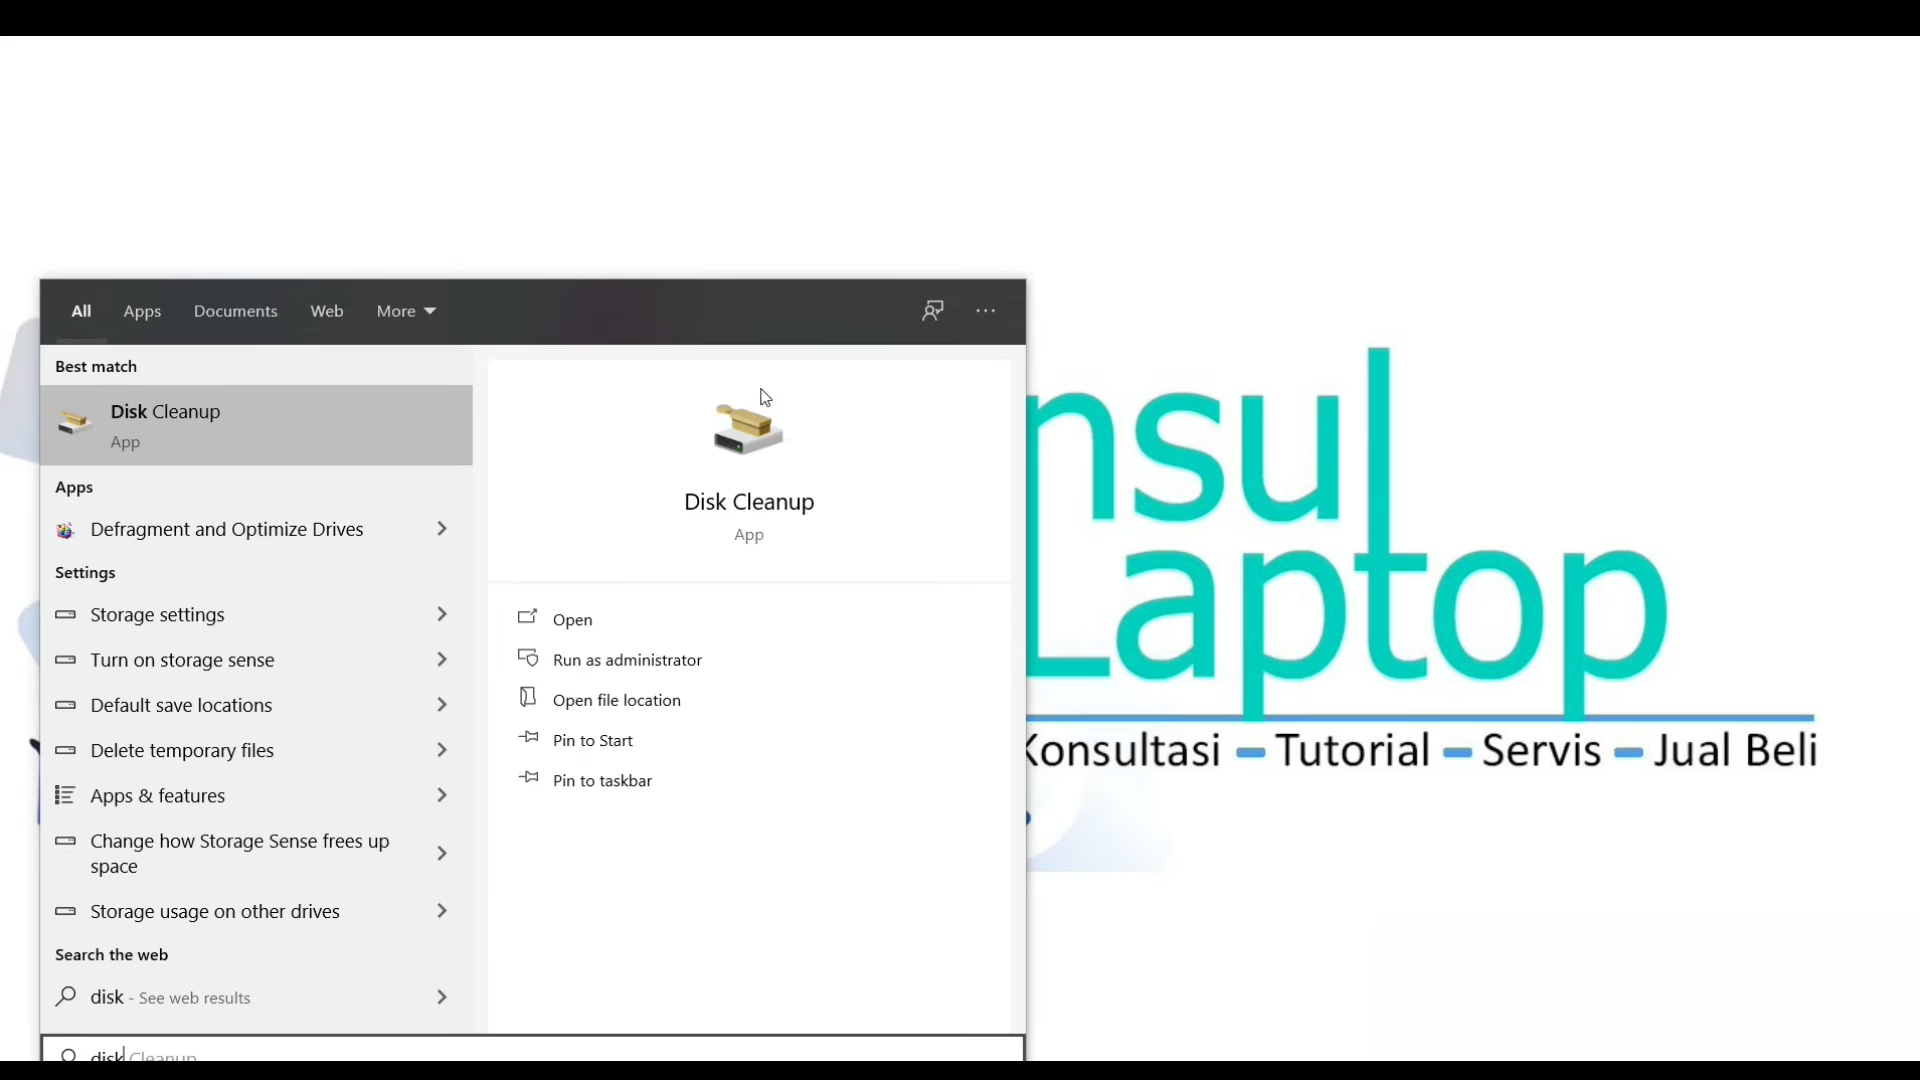 All Apps Documents Web More
Best match
Disk Cleanup
App
Apps
Defragment and Optimize Drives
Settings
Storage settings
Turn on storage sense
Default save locations
Delete temporary files
Apps & features
Change how Storage Sense frees up
space
Storage usage on other drives
Search the web
disk - See web results
disk Cleanup
Disk Cleanup
App
Open
Run as administrator
Open file location
Pin to Start
Pin to taskbar
nsul
Laptop
Konsultasi – Tutorial – Servis – Jual Beli